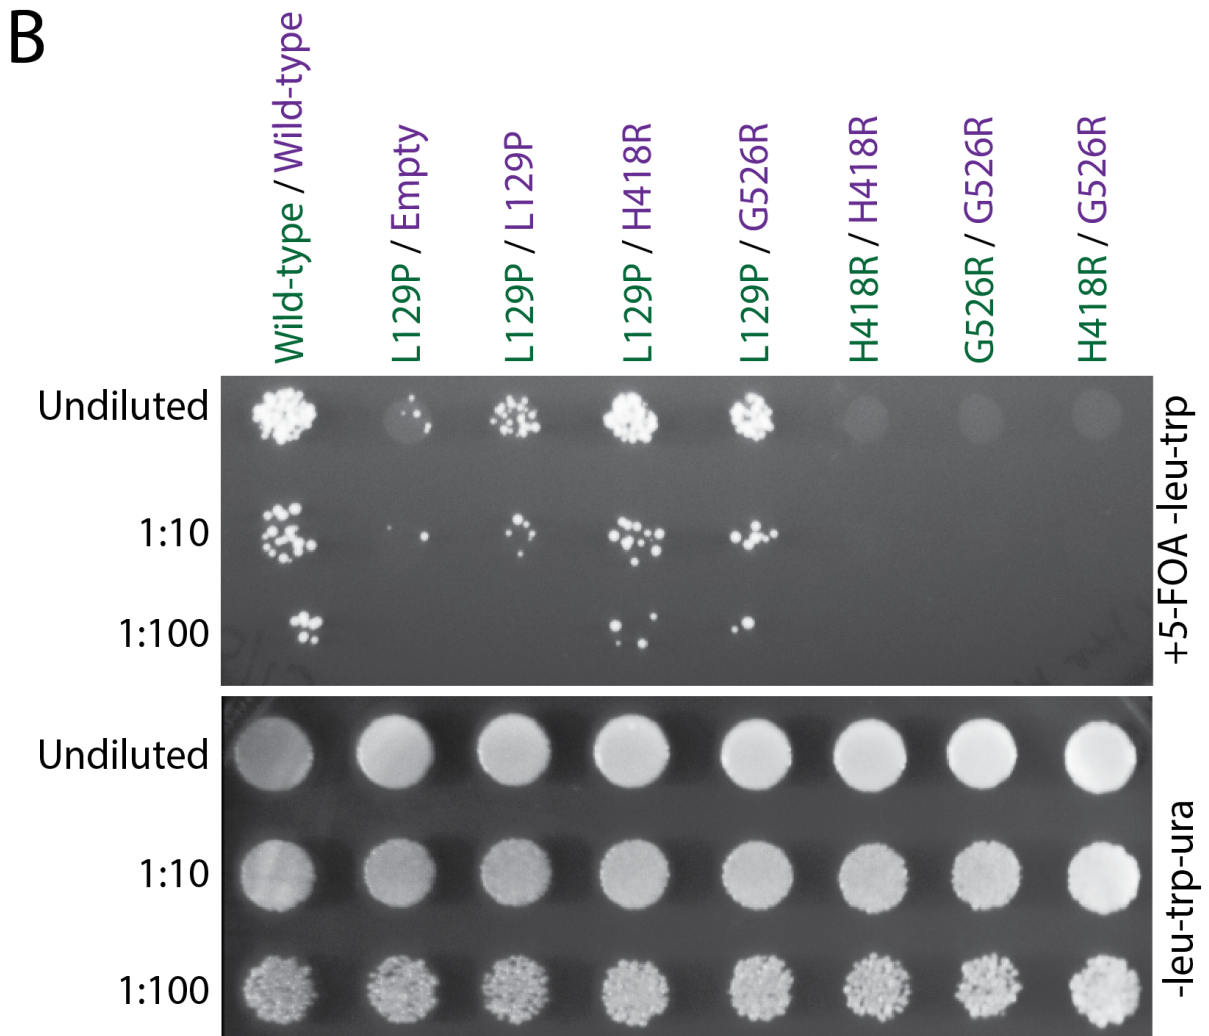 B
Wild-type / Wild-type
L129P / Empty
L129P / L129P
L129P / H418R
L129P / G526R
H418R / H418R
G526R / G526R
H418R / G526R
Undiluted
1:10
1:100
+5-FOA -leu-trp
Undiluted
1:10
1:100
-leu-trp-ura